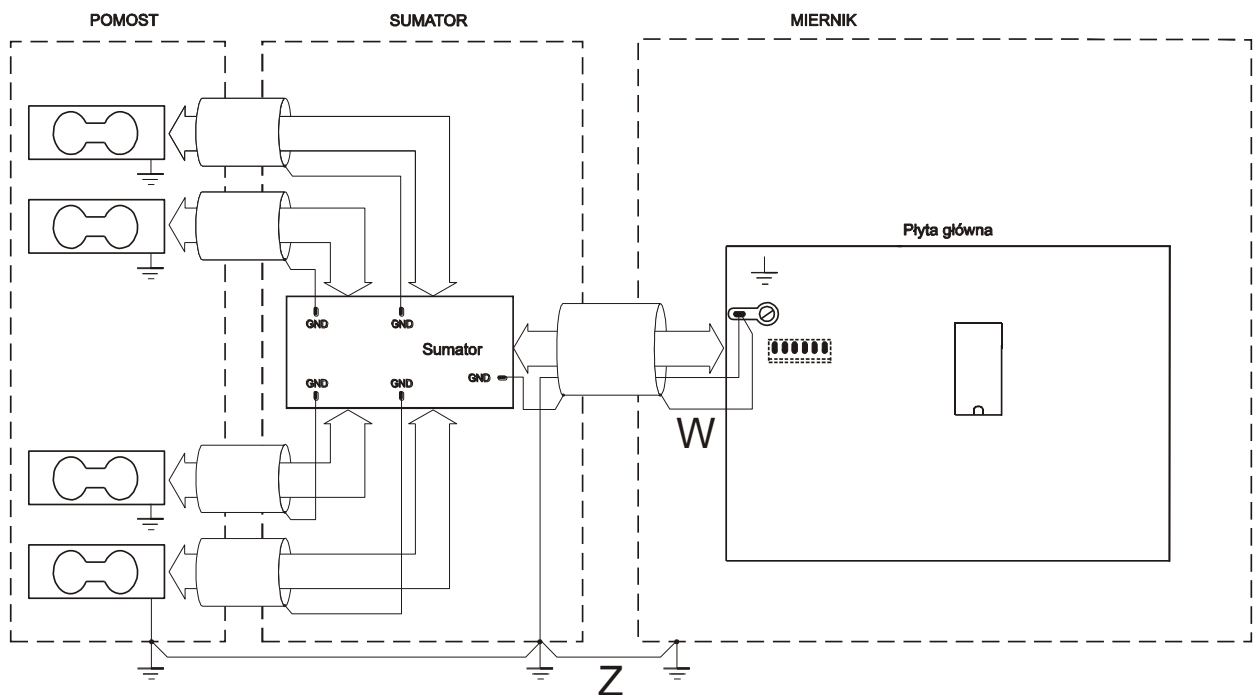 POMOST
SUMATOR
MIERNIK
Płyta główna
GND
GND
Sumator
GND
GND
GND
W
Z